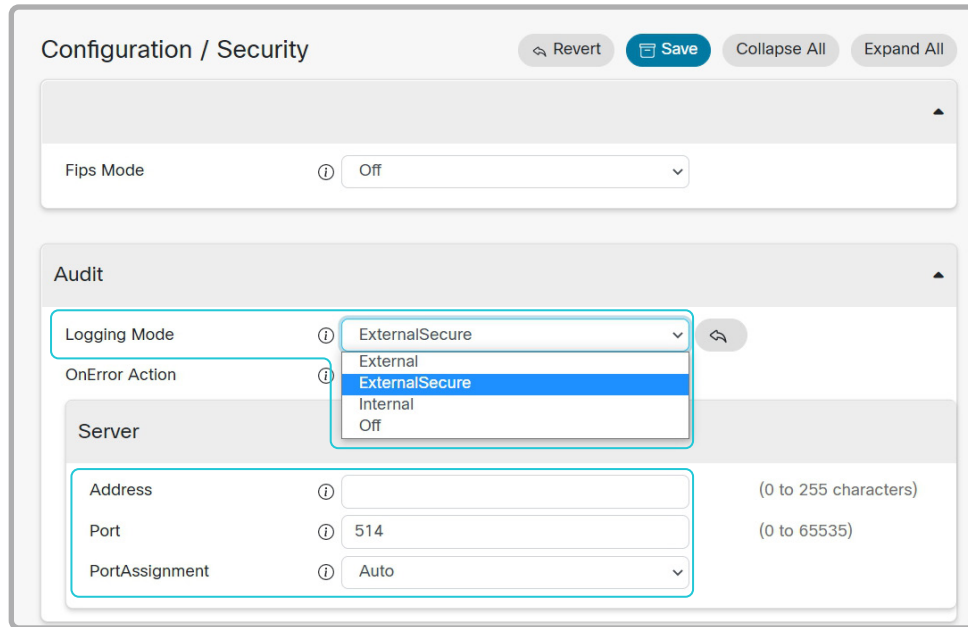 Configuration / Security
Revert
Save
Collapse All
Expand All
Fips Mode
Off
Audit
Logging Mode
ExternalSecure
External
OnError Action
ExternalSecure
Internal
Off
Server
Address
(0 to 255 characters)
Port
514
(0 to 65535)
PortAssignment
Auto